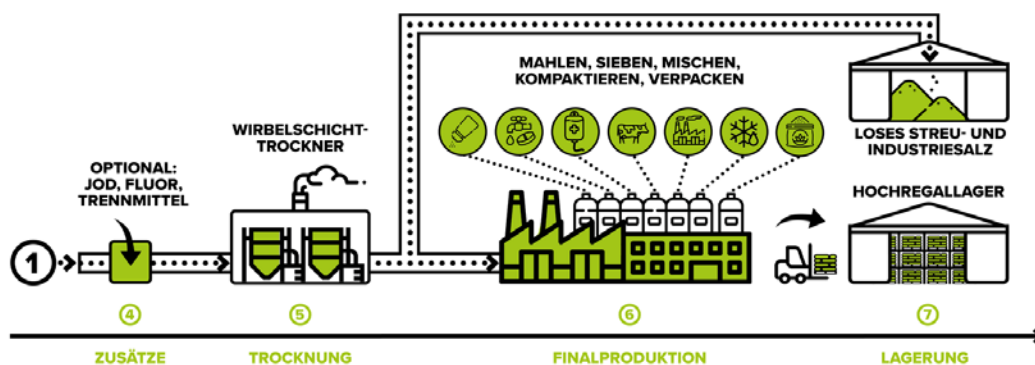 MAHLEN, SIEBEN, MISCHEN,
KOMPAKTIEREN, VERPACKEN
WIRBELSCHICHT-
TROCKNER
LOSES STREU- UND
INDUSTRIESALZ
OPTIONAL:
JOD, FLUOR,
TRENNMITTEL
HOCHREGALLAGER
1
4
5
6
7
ZUSÄTZE
TROCKNUNG
FINALPRODUKTION
LAGERUNG